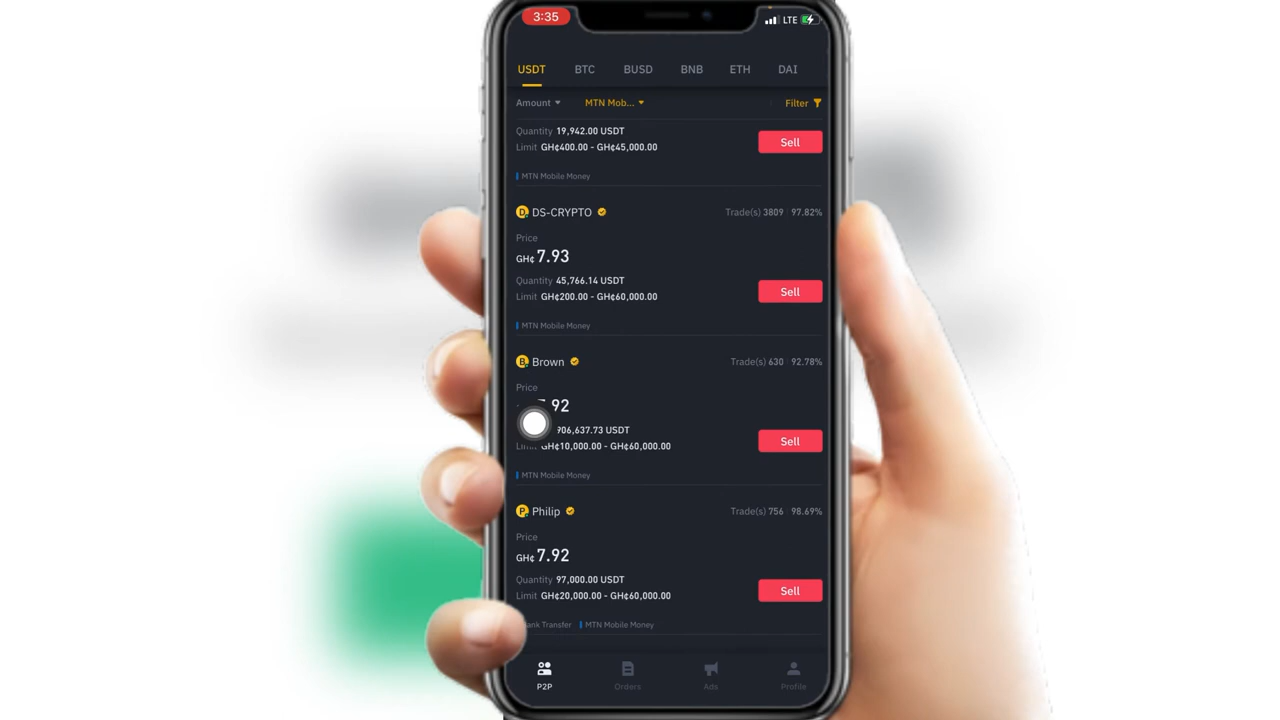 3:35 LTE
USDT BTC BUSD BNB ETH DAI
Amount MTN Mob... Filter
Quantity 19,942.00 USDT
Limit GH₵400.00 - GH₵45,000.00
Sell
MTN Mobile Money
D DS-CRYPTO Trade(s) 3809 97.82%
Price
GH₵ 7.93
Quantity 45,766.14 USDT
Limit GH₵200.00 - GH₵60,000.00
Sell
MTN Mobile Money
B Brown Trade(s) 630 92.78%
Price
.92
906,637.73 USDT
GH₵10,000.00 - GH₵60,000.00
Sell
MTN Mobile Money
P Philip Trade(s) 756 98.69%
Price
GH₵ 7.92
Quantity 97,000.00 USDT
Limit GH₵20,000.00 - GH₵60,000.00
Sell
Transfer MTN Mobile Money
P2P Orders Ads Profile